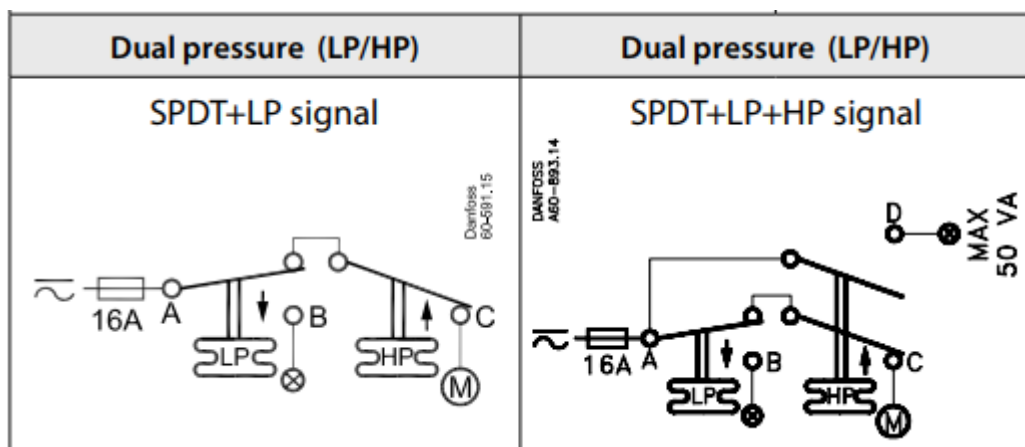 Dual pressure (LP/HP)
SPDT+LP signal
Danfoss
60-591.15
16A
A
B
C
LP
HP
M
Dual pressure (LP/HP)
SPDT+LP+HP signal
DANFOSS
A60-893.14
D
MAX
50 VA
16A
A
B
C
LP
HP
M